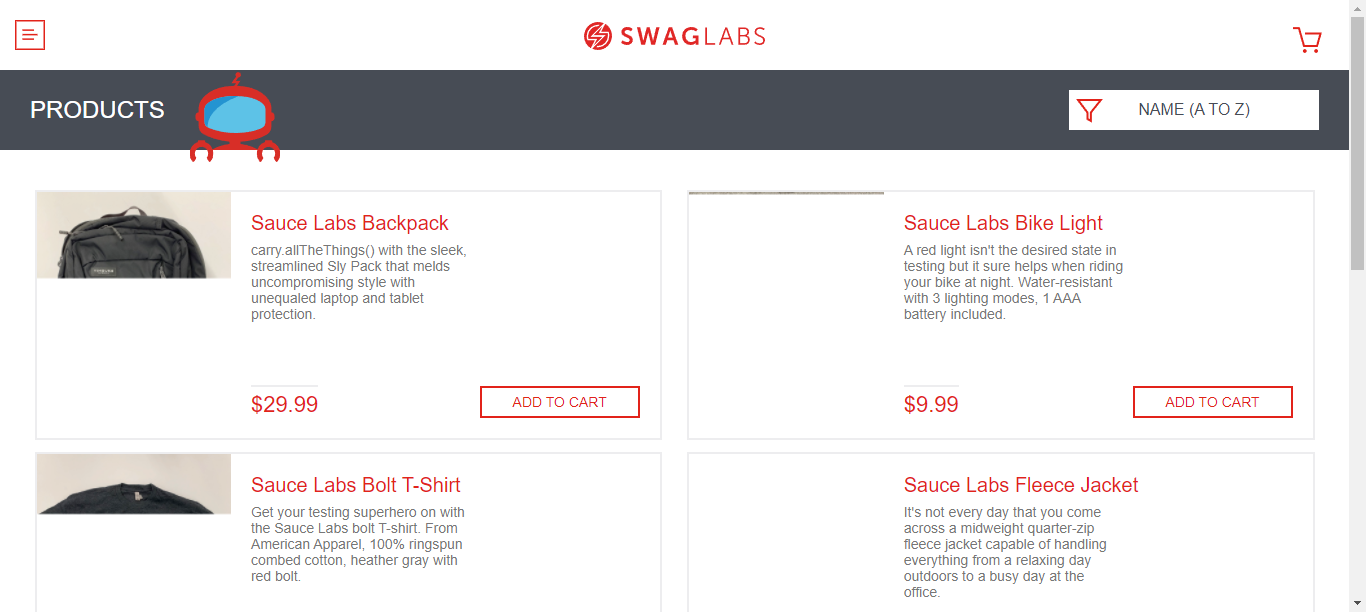 SWAGLABS
PRODUCTS
NAME (A TO Z)
Sauce Labs Backpack
carry.allTheThings() with the sleek,
streamlined Sly Pack that melds
uncompromising style with
unequaled laptop and tablet
protection.
$29.99
ADD TO CART
Sauce Labs Bike Light
A red light isn't the desired state in
testing but it sure helps when riding
your bike at night. Water-resistant
with 3 lighting modes, 1 AAA
battery included.
$9.99
ADD TO CART
Sauce Labs Bolt T-Shirt
Get your testing superhero on with
the Sauce Labs bolt T-shirt. From
American Apparel, 100% ringspun
combed cotton, heather gray with
red bolt.
Sauce Labs Fleece Jacket
It's not every day that you come
across a midweight quarter-zip
fleece jacket capable of handling
everything from a relaxing day
outdoors to a busy day at the
office.